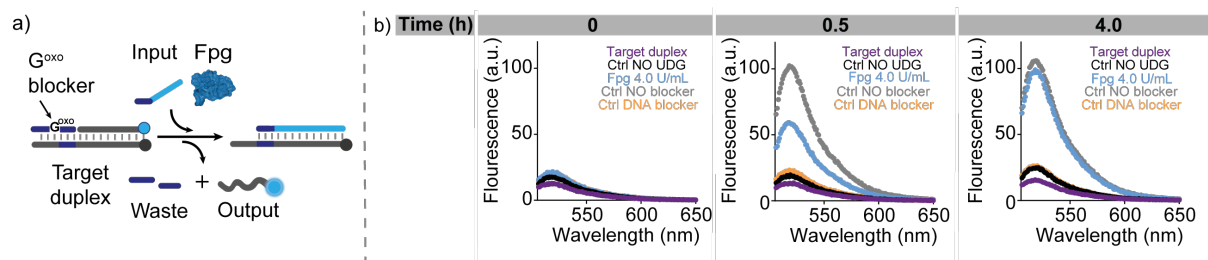 a)
Input
Fpg
Gᵒˣᵒ
blocker
Gᵒˣᵒ
Target
duplex
+
Waste
Output
b)
Time (h)
0
0.5
4.0
Flourescence (a.u.)
100
50
0
Target duplex
Ctrl NO UDG
Fpg 4.0 U/mL
Ctrl NO blocker
Ctrl DNA blocker
550
600
650
Wavelength (nm)
Flourescence (a.u.)
100
50
0
Target duplex
Ctrl NO UDG
Fpg 4.0 U/mL
Ctrl NO blocker
Ctrl DNA blocker
550
600
650
Wavelength (nm)
Flourescence (a.u.)
100
50
0
Target duplex
Ctrl NO UDG
Fpg 4.0 U/mL
Ctrl NO blocker
Ctrl DNA blocker
550
600
650
Wavelength (nm)